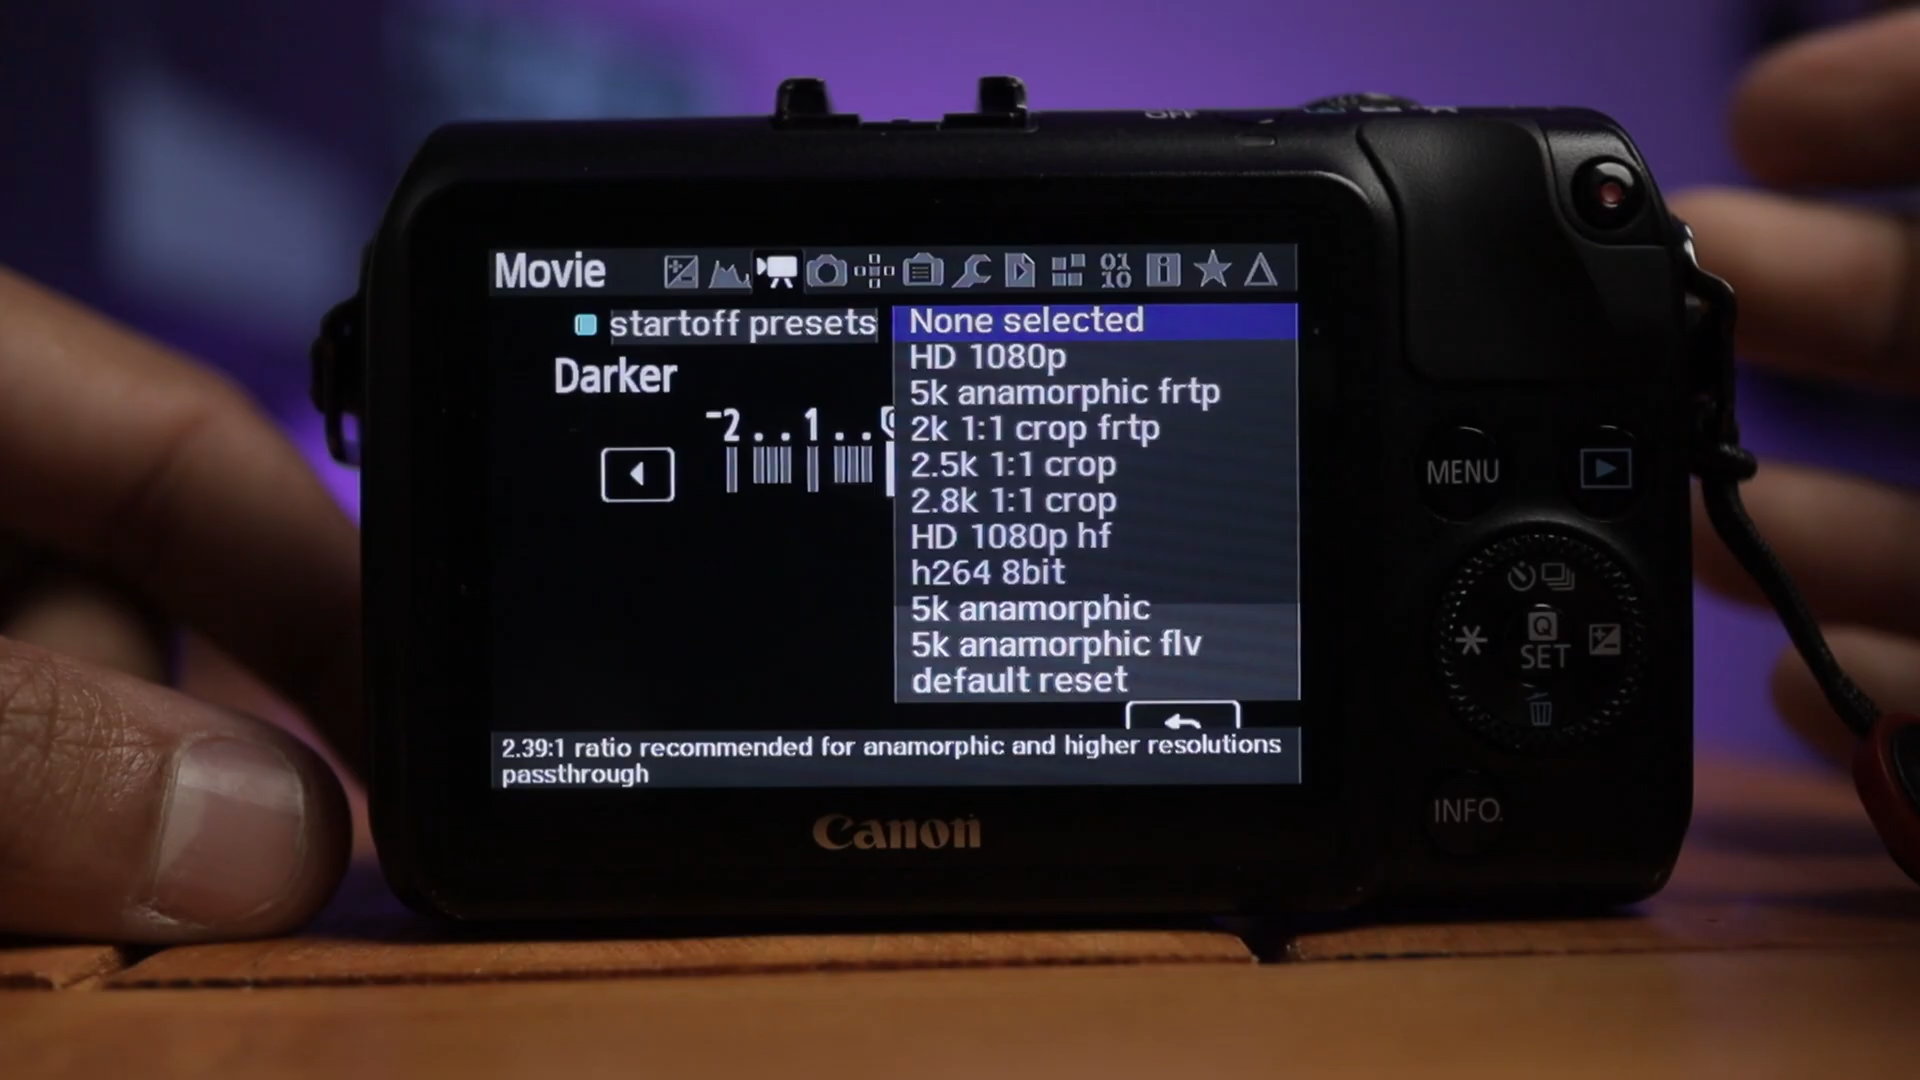 OFF
Movie
startoff presets
None selected
HD 1080p
5k anamorphic frtp
2k 1:1 crop frtp
2.5k 1:1 crop
2.8k 1:1 crop
HD 1080p hf
h264 8bit
5k anamorphic
5k anamorphic flv
default reset
Darker
-2..1..
2.39:1 ratio recommended for anamorphic and higher resolutions
passthrough
Canon
MENU
Q
SET
INFO.